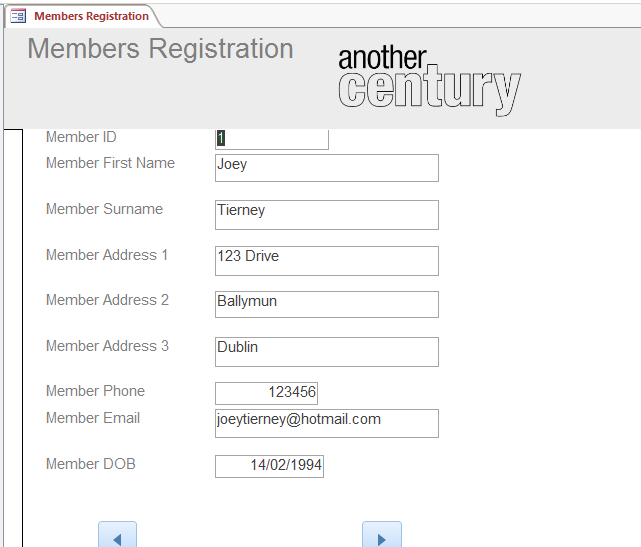 Members Registration
Members Registration
another
century
Member ID 1
Member First Name Joey
Member Surname Tierney
Member Address 1 123 Drive
Member Address 2 Ballymun
Member Address 3 Dublin
Member Phone 123456
Member Email joeytierney@hotmail.com
Member DOB 14/02/1994